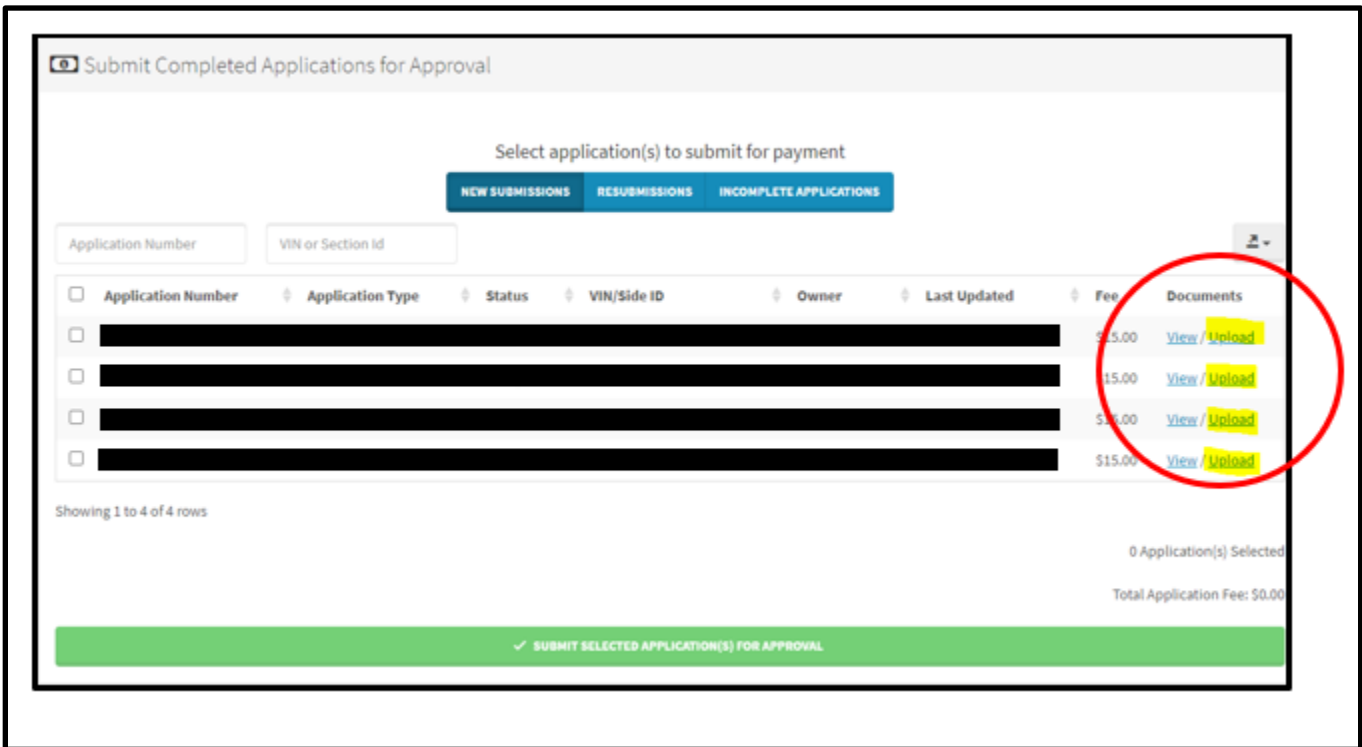 Submit Completed Applications for Approval
Select application(s) to submit for payment
NEW SUBMISSIONS RESUBMISSIONS INCOMPLETE APPLICATIONS
Application Number VIN or Section Id
Application Number Application Type Status VIN/Side ID Owner Last Updated Fee Documents
$15.00 View / Upload
15.00 View / Upload
View / Upload
$15.00 View / Upload
Showing 1 to 4 of 4 rows
0 Application(s) Selected
Total Application Fee: $0.00
SUBMIT SELECTED APPLICATION(S) FOR APPROVAL